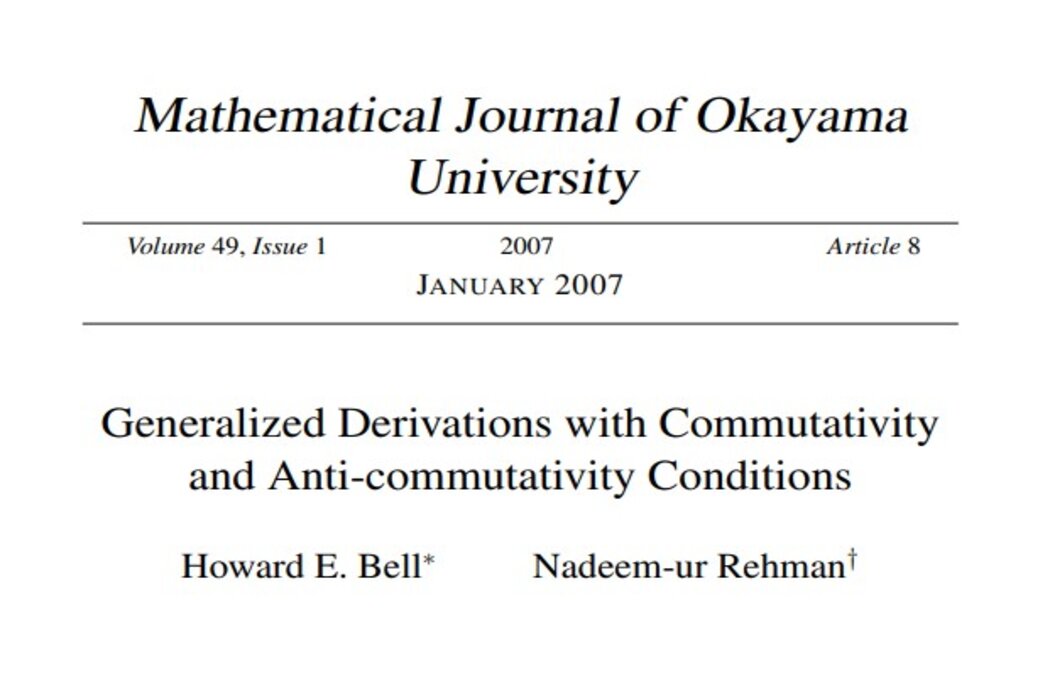 Mathematical Journal of Okayama
University
Volume 49, Issue 1 2007 Article 8
JANUARY 2007
Generalized Derivations with Commutativity
and Anti-commutativity Conditions
Howard E. Bell* Nadeem-ur Rehman†